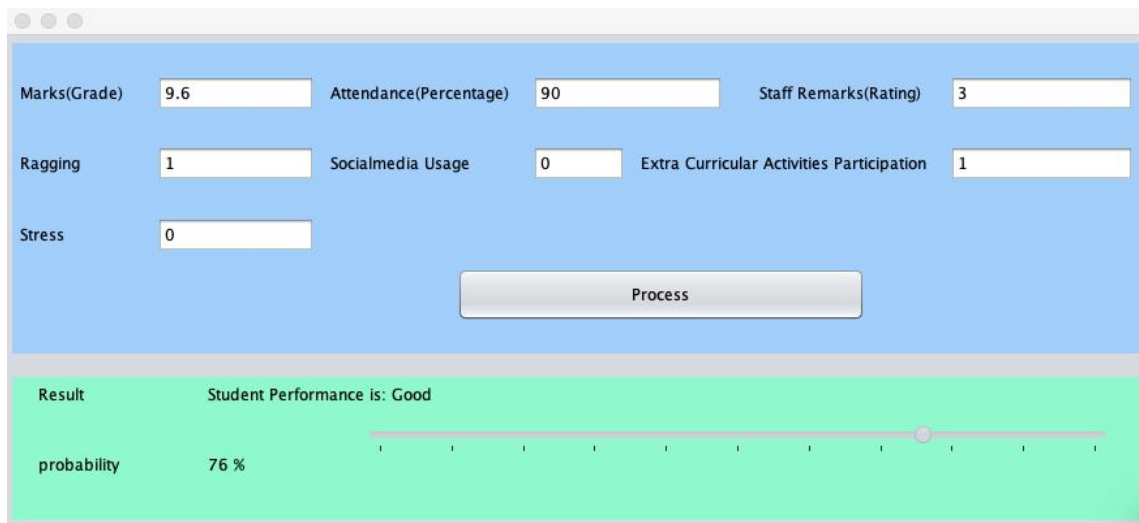 Marks(Grade) 9.6 Attendance(Percentage) 90 Staff Remarks(Rating) 3
Ragging 1 Socialmedia Usage 0 Extra Curricular Activities Participation 1
Stress 0
Process
Result Student Performance is: Good
probability 76 %